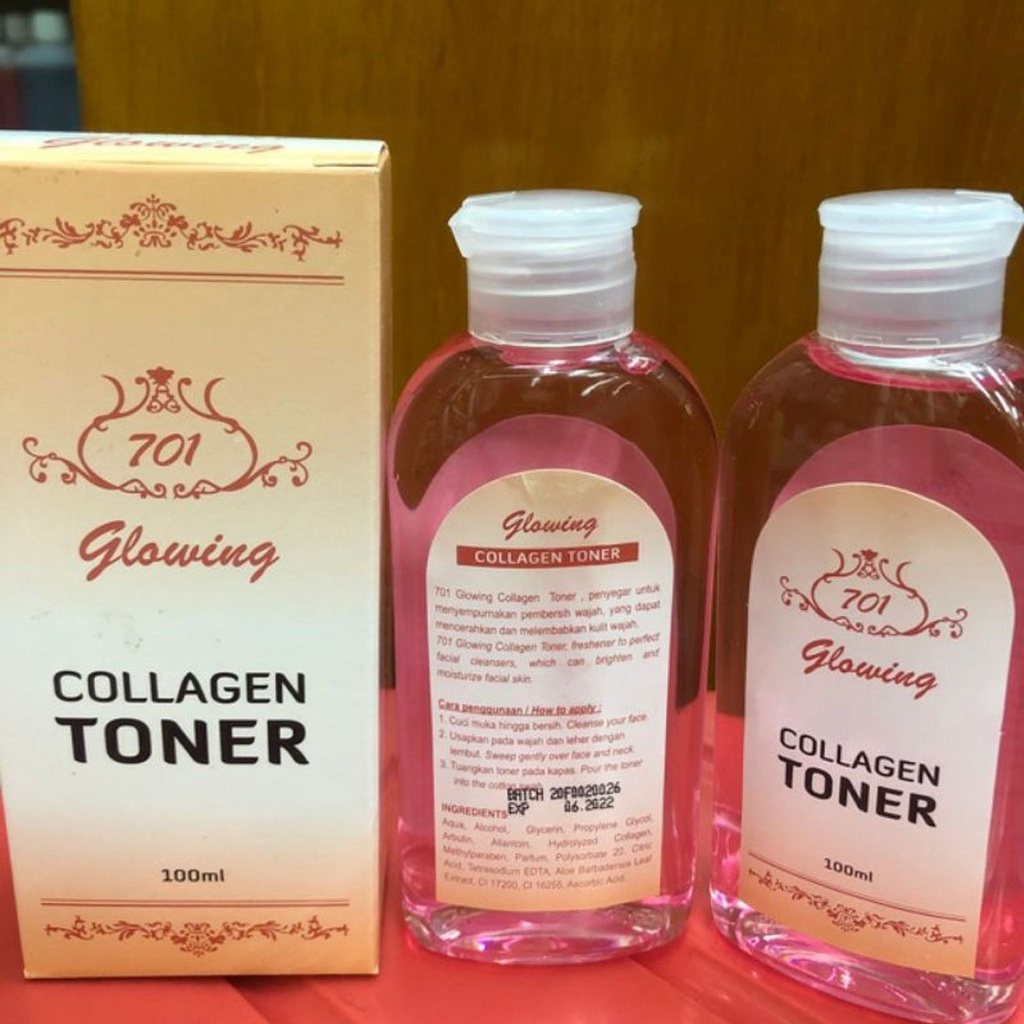 Glowing
701
Glowing
COLLAGEN
TONER
100ml
Glowing
COLLAGEN TONER
701 Glowing Collagen Toner , penyegar untuk
menyempurnakan pembersih wajah, yang dapat
mencerahkan dan melembabkan kulit wajah.
701 Glowing Collagen Toner, freshener to perfect
facial cleansers, which can brighten and
moisturize facial skin.
Cara penggunaan / How to apply :
1. Cuci muka hingga bersih. Cleanse your face.
2. Usapkan pada wajah dan leher dengan
lembut. Sweep gently over face and neck
3. Tuangkan toner pada kapas. Pour the toner
into the cotton swab
BATCH 20F0020026
EXP 06.2022
INGREDIENTS
Aqua, Alcohol, Glycerin, Propylene Glycol,
Arbutin, Allantoin, Hydrolyzed Collagen,
Methylparaben, Parfum, Polysorbate 20, Citric
Acid, Tetrasodium EDTA, Aloe Barbadensis Leaf
Extract, CI 17200, CI 16255, Ascorbic Acid.
701
Glowing
COLLAGEN
TONER
100ml